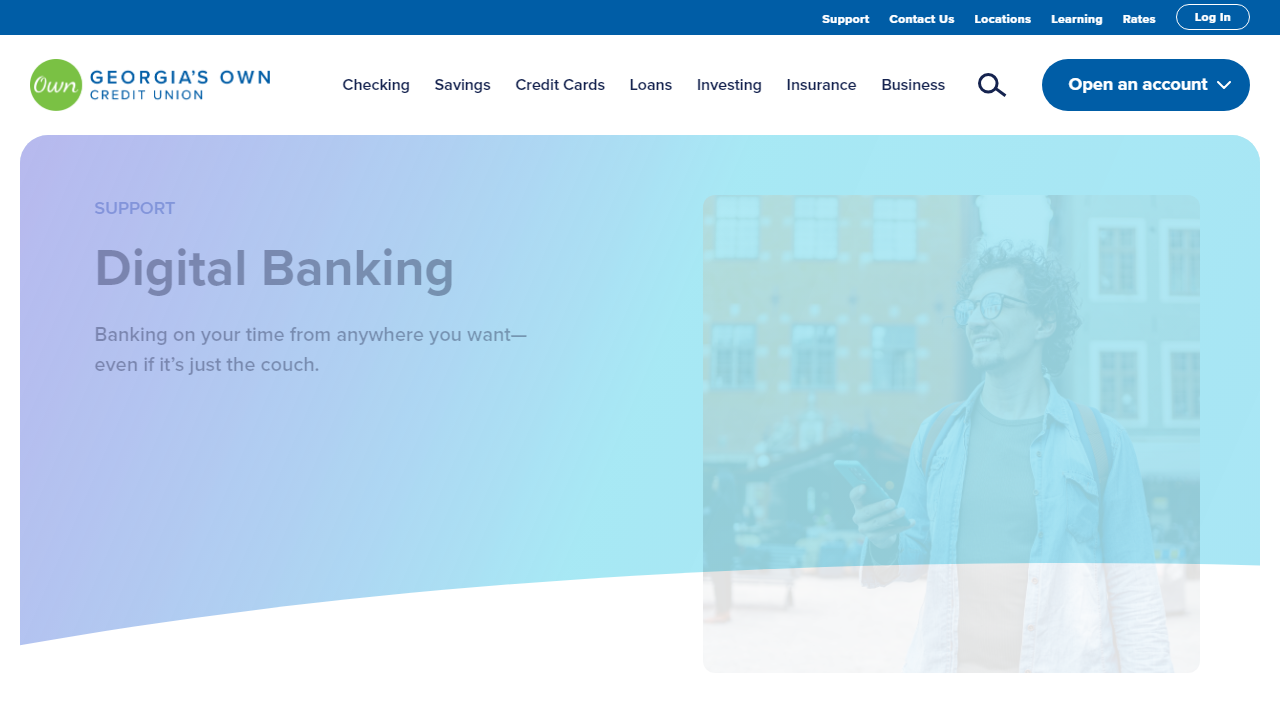 Support Contact Us Locations Learning Rates Log In
Own GEORGIA'S OWN
CREDIT UNION
Checking Savings Credit Cards Loans Investing Insurance Business
Open an account
SUPPORT
Digital Banking
Banking on your time from anywhere you want—
even if it's just the couch.